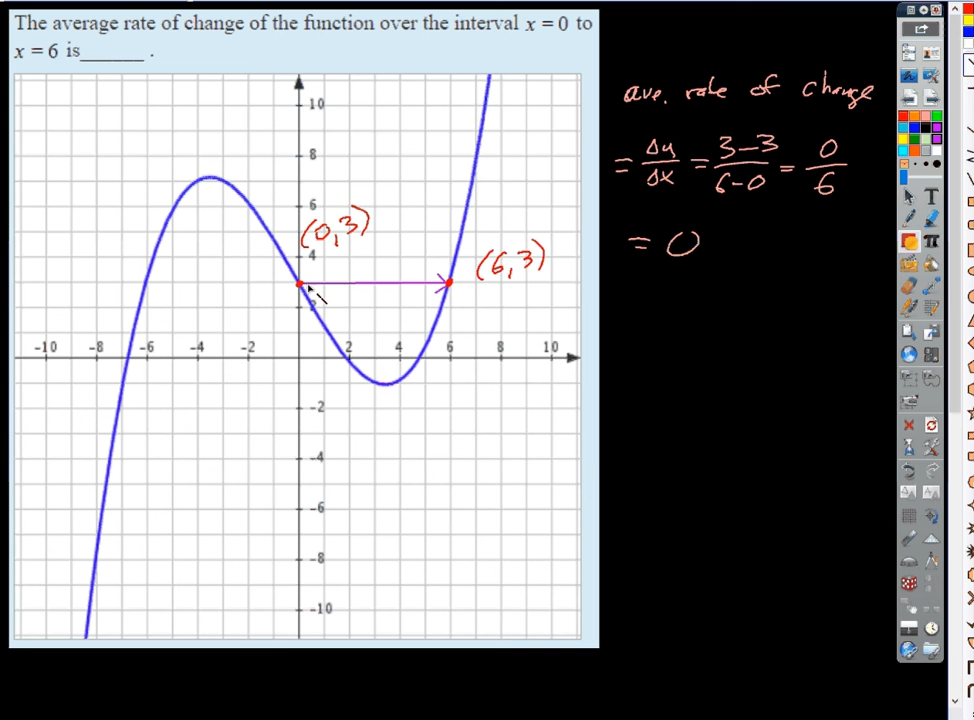 The average rate of change of the function over the interval x = 0 to
x = 6 is______ .
10
8
6
4
2
-10 -8 -6 -4 -2 2 4 6 8 10
-2
-4
-6
-8
-10
(0,3)
(6,3)
ave. rate of change
= Δy/Δx = 3-3/6-0 = 0/6
= 0
T
π